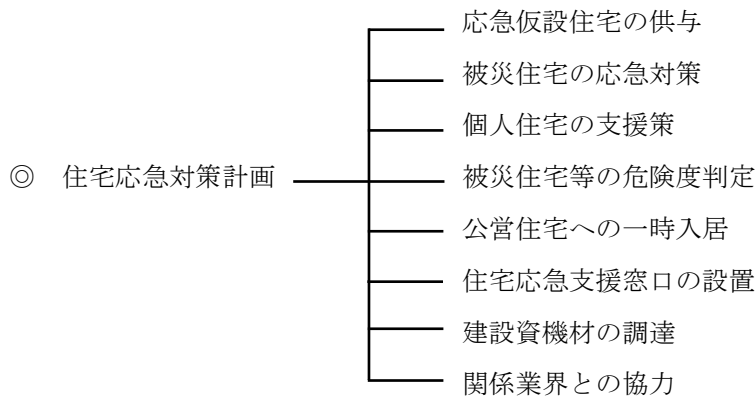 応急仮設住宅の供与
被災住宅の応急対策
個人住宅の支援策
◎ 住宅応急対策計画
被災住宅等の危険度判定
公営住宅への一時入居
住宅応急支援窓口の設置
建設資機材の調達
関係業界との協力